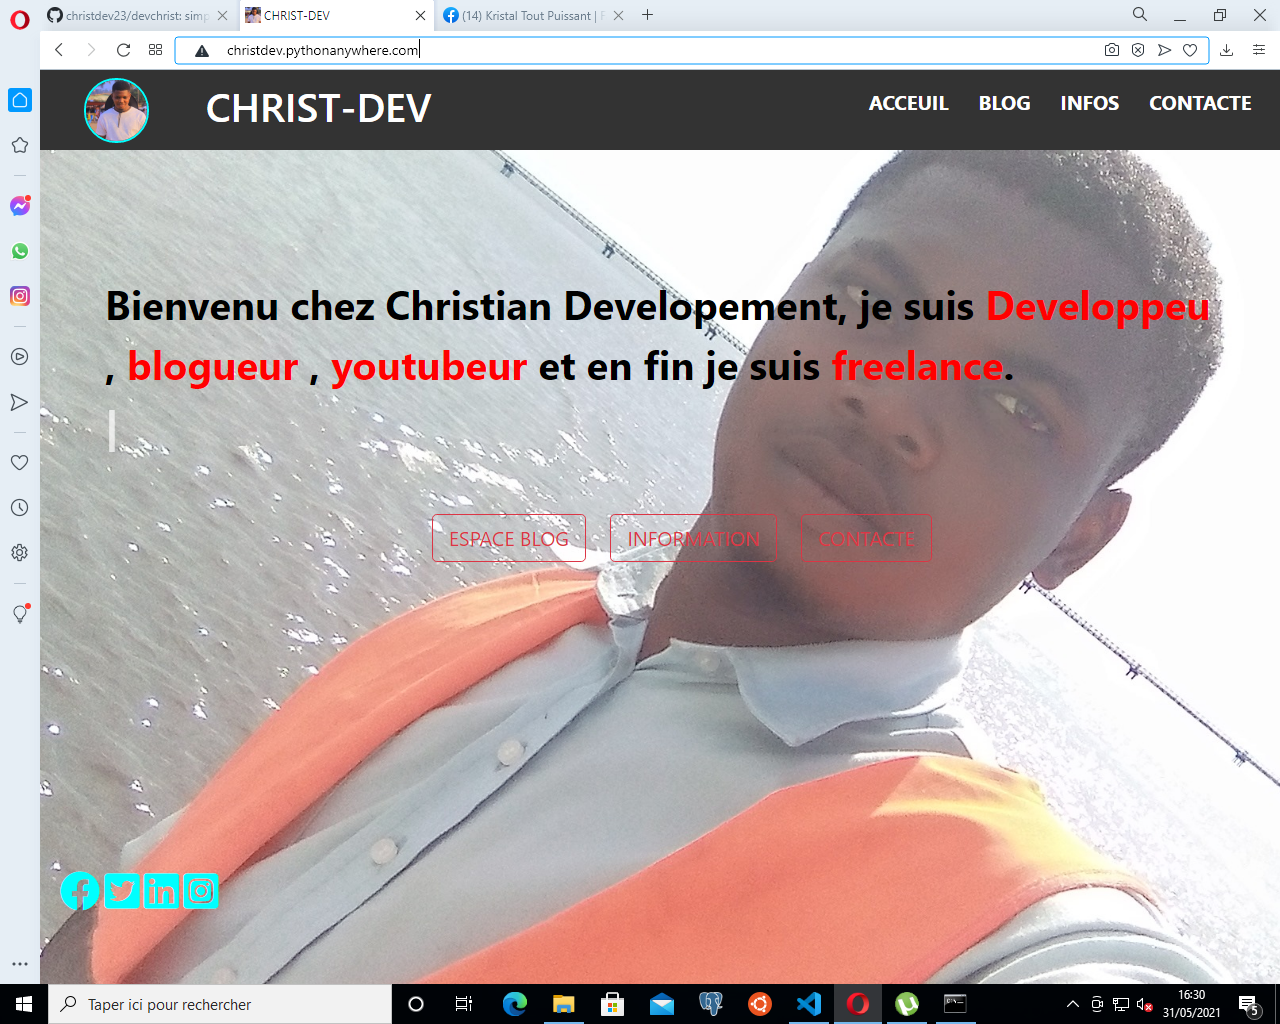 christdev23/devchrist: simp
CHRIST-DEV
(14) Kristal Tout Puissant | F
christdev.pythonanywhere.com
CHRIST-DEV
ACCEUIL BLOG INFOS CONTACTE
Bienvenu chez Christian Developement, je suis Developpeu
, blogueur , youtubeur et en fin je suis freelance.
ESPACE BLOG INFORMATION CONTACTE
Taper ici pour rechercher
16:30
31/05/2021
5